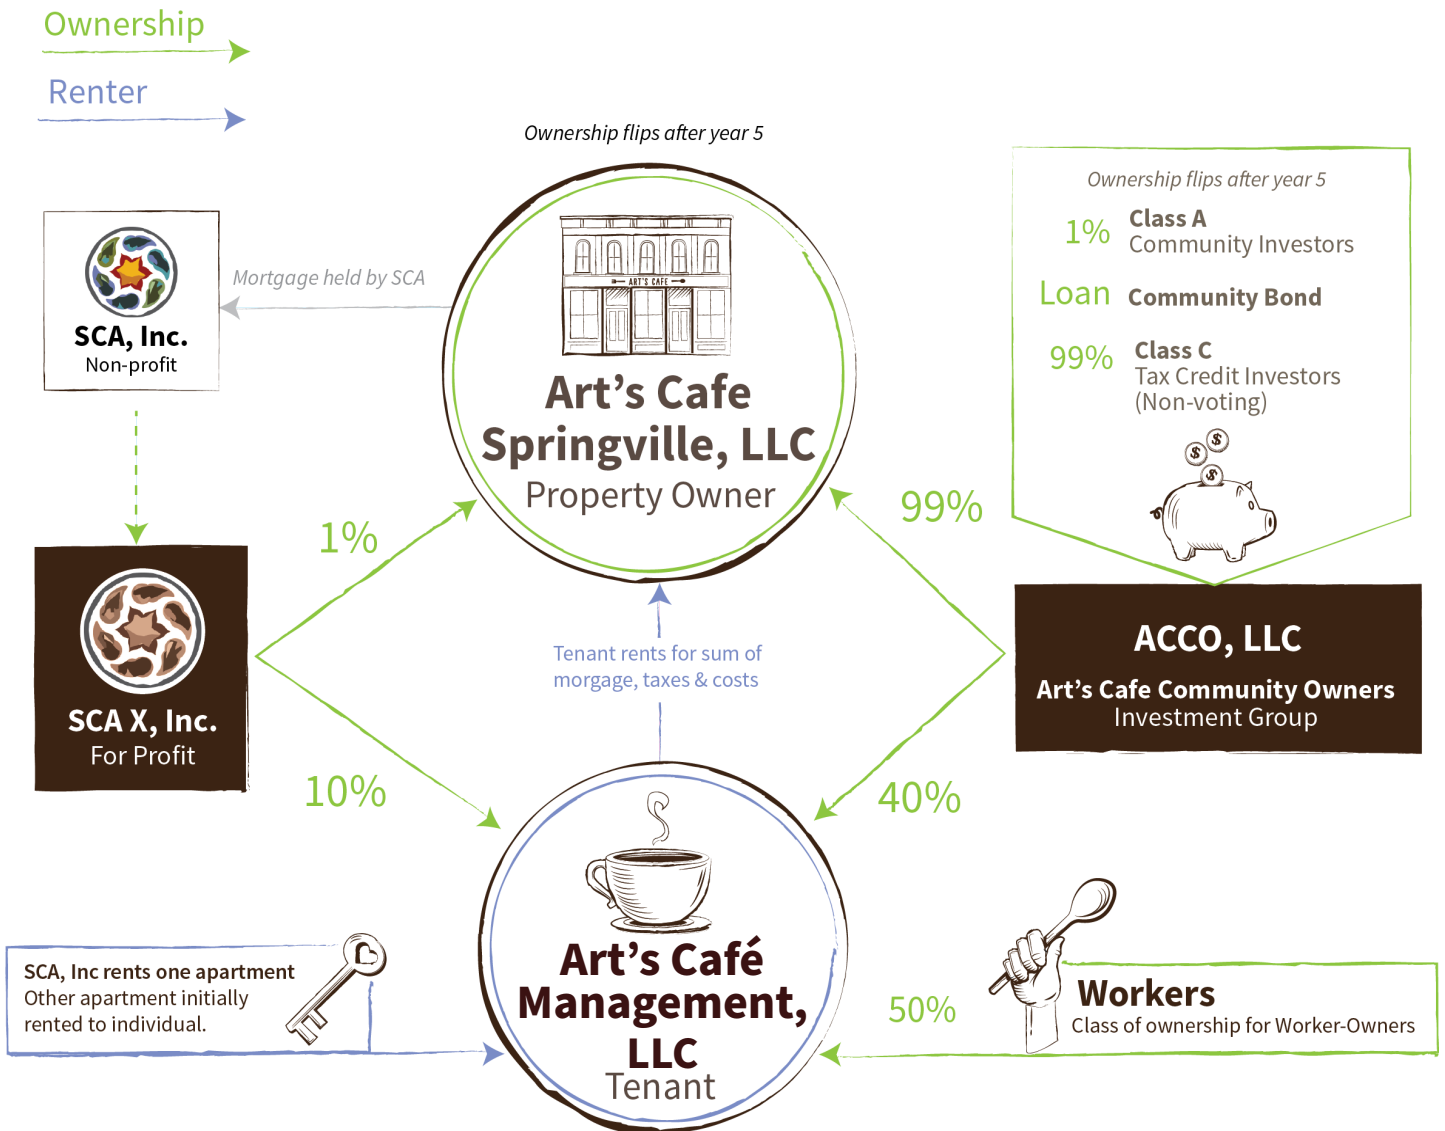 Ownership
Renter
Ownership flips after year 5
ART'S CAFE
Art’s Cafe
Springville, LLC
Property Owner
Mortgage held by SCA
SCA, Inc.
Non-profit
Ownership flips after year 5
1% Class A
Community Investors
Loan Community Bond
99% Class C
Tax Credit Investors
(Non-voting)
$
$
$
1%
99%
SCA X, Inc.
For Profit
Tenant rents for sum of
morgage, taxes & costs
ACCO, LLC
Art’s Cafe Community Owners
Investment Group
10%
40%
Art’s Café
Management,
LLC
Tenant
SCA, Inc rents one apartment
Other apartment initially
rented to individual.
50%
Workers
Class of ownership for Worker-Owners